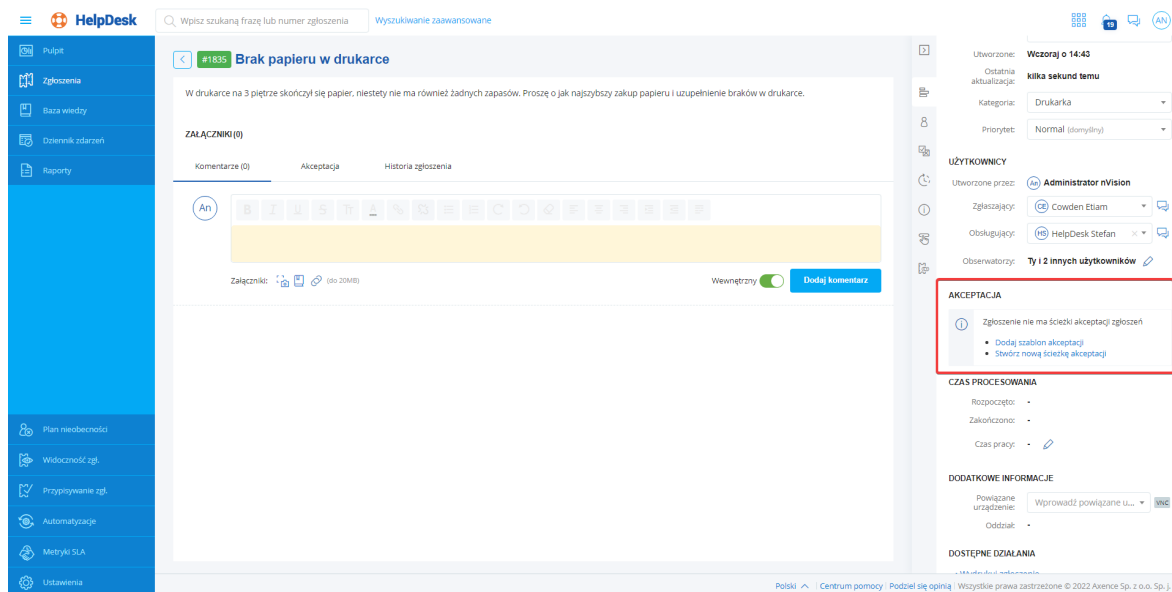 HelpDesk
Wpisz szukaną frazę lub numer zgłoszenia
Wyszukiwanie zaawansowane
19
AN
Pulpit
Zgłoszenia
Baza wiedzy
Dziennik zdarzeń
Raporty
Plan nieobecności
Widoczność zgł.
Przypisywanie zgł.
Automatyzacje
Metryki SLA
Ustawienia
#1835 Brak papieru w drukarce
W drukarce na 3 piętrze skończył się papier, niestety nie ma również żadnych zapasów. Proszę o jak najszybszy zakup papieru i uzupełnienie braków w drukarce.
ZAŁĄCZNIKI (0)
Komentarze (0) Akceptacja Historia zgłoszenia
An
Załączniki: (do 20MB)
Wewnętrzny Dodaj komentarz
Utworzone: Wczoraj o 14:43
Ostatnia
aktualizacja: kilka sekund temu
Kategoria: Drukarka
Priorytet: Normal (domyślny)
UŻYTKOWNICY
Utworzone przez: An Administrator nVision
Zgłaszający: CE Cowden Etiam
Obsługujący: HS HelpDesk Stefan
Obserwatorzy: Ty i 2 innych użytkowników
AKCEPTACJA
Zgłoszenie nie ma ścieżki akceptacji zgłoszeń
Dodaj szablon akceptacji
Stwórz nową ścieżkę akceptacji
CZAS PROCESOWANIA
Rozpoczęto: -
Zakończono: -
Czas pracy: -
DODATKOWE INFORMACJE
Powiązane
urządzenie: Wprowadź powiązane u... VNC
Oddział: -
DOSTĘPNE DZIAŁANIA
Polski Centrum pomocy Podziel się opinią Wszystkie prawa zastrzeżone © 2022 Axence Sp. z o.o. Sp. j.